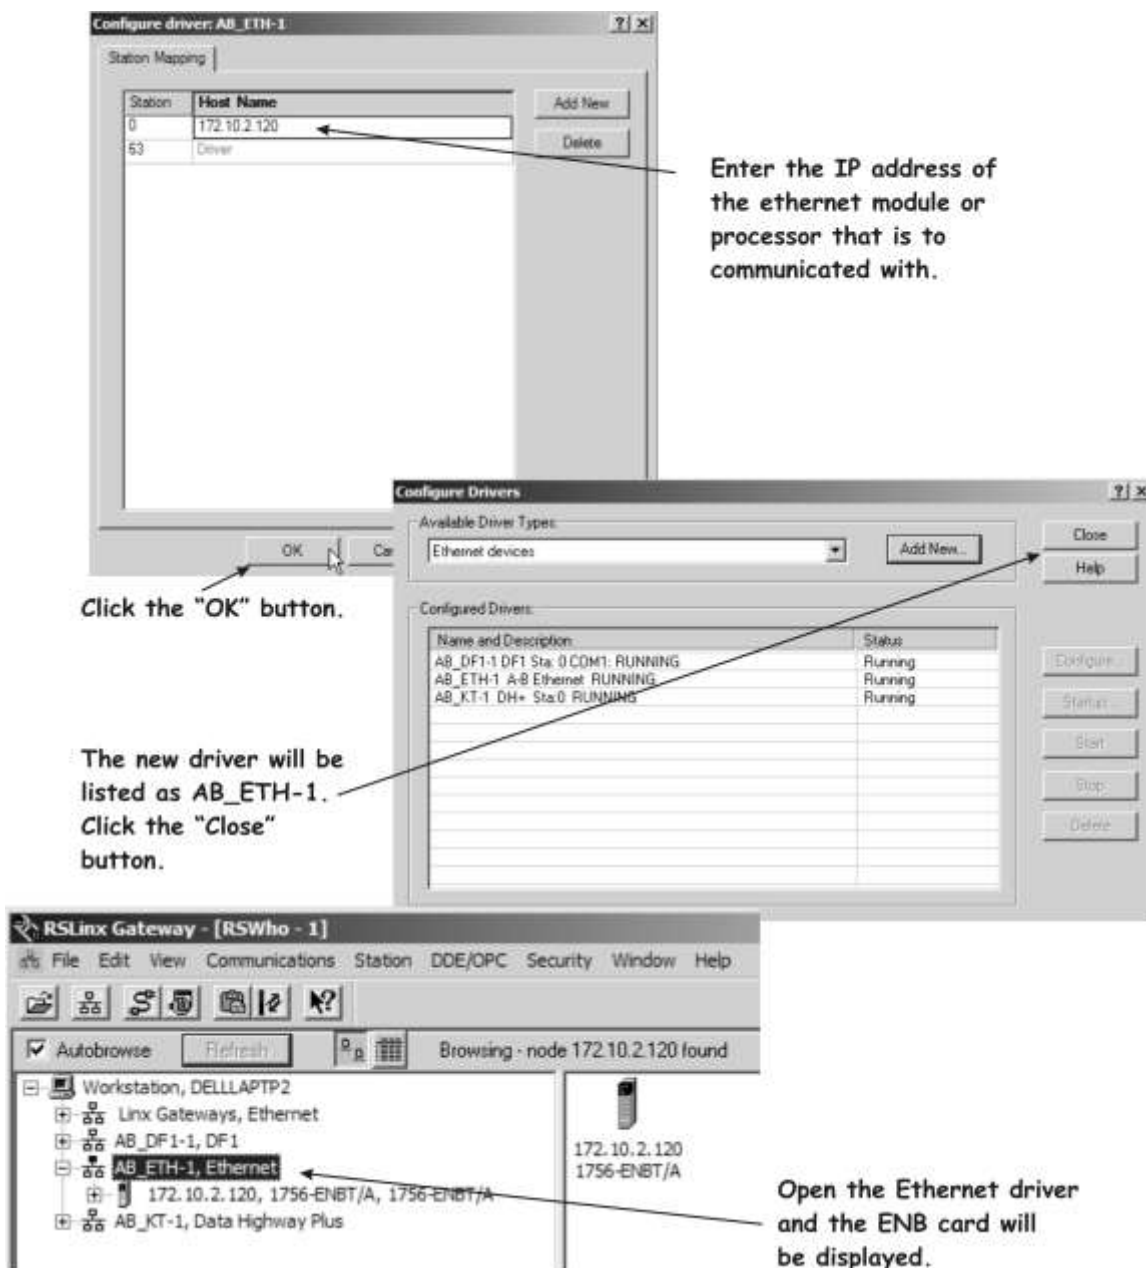 Configure driver: AB_ETH-1
Station Mapping
Station Host Name
0 172.10.2.120
63 Driver
Add New
Delete
Enter the IP address of
the ethernet module or
processor that is to
communicated with.
OK
Click the “OK” button.
Configure Drivers
Available Driver Types:
Ethernet devices
Add New...
Close
Help
Configured Drivers:
Name and Description Status
AB_DF1-1 DF1 Sta: 0 COM1: RUNNING Running
AB_ETH-1 A-B Ethernet RUNNING Running
AB_KT-1 DH+ Sta:0 RUNNING Running
Configure...
Startup...
Start
Stop
Delete
The new driver will be
listed as AB_ETH-1.
Click the “Close”
button.
RSLinx Gateway - [RSWho - 1]
File Edit View Communications Station DDE/OPC Security Window Help
Autobrowse Refresh Browsing - node 172.10.2.120 found
Workstation, DELLLAPTP2
Linx Gateways, Ethernet
AB_DF1-1, DF1
AB_ETH-1, Ethernet
172.10.2.120, 1756-ENBT/A, 1756-ENBT/A
AB_KT-1, Data Highway Plus
172.10.2.120
1756-ENBT/A
Open the Ethernet driver
and the ENB card will
be displayed.